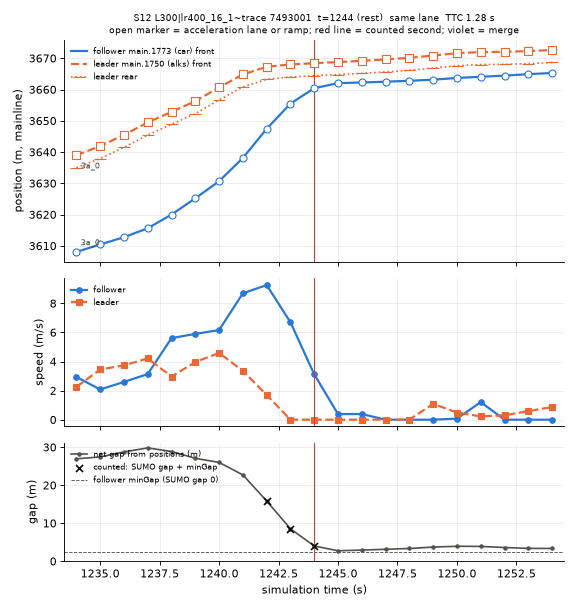 S12 L300|lr400_16_1~trace 7493001  t=1244 (rest)  same lane  TTC 1.28 s
open marker = acceleration lane or ramp; red line = counted second; violet = merge
follower main.1773 (car) front
leader main.1750 (alks) front
leader rear
3670
3660
3650
3640
3630
3620
3610
position (m, mainline)
3a_0
3a_0
follower
leader
8
6
4
2
0
speed (m/s)
net gap from positions (m)
counted: SUMO gap + minGap
follower minGap (SUMO gap 0)
30
20
10
0
gap (m)
1235.0
1237.5
1240.0
1242.5
1245.0
1247.5
1250.0
1252.5
simulation time (s)